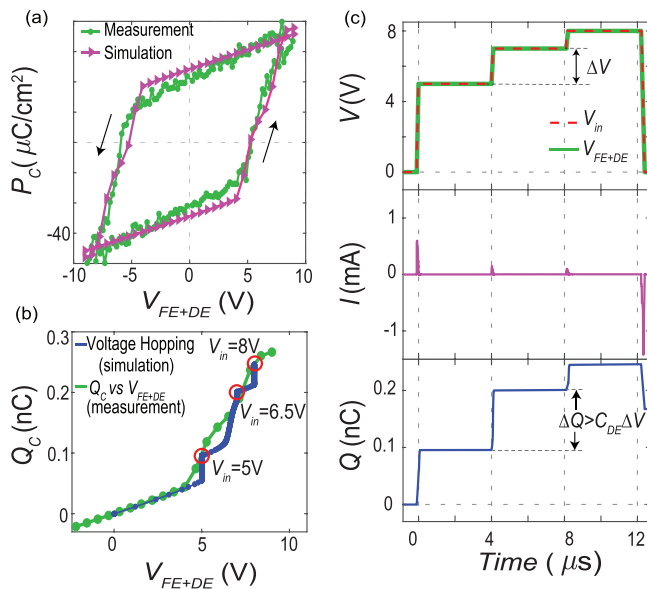 (a)
Measurement
Simulation
P_C( μC/cm²)
-40
-10 -5 0 5 10
V_FE+DE (V)
(b)
0.3
0.2
0.1
0
Q_C (nC)
Voltage Hopping
(simulation)
Q_C vs V_FE+DE
(measurement)
V_in=8V
V_in=6.5V
V_in=5V
0 5 10
V_FE+DE (V)
(c)
8
4
0
V(V)
ΔV
V_in
V_FE+DE
1
0
-1
I (mA)
0.2
0.1
0
Q (nC)
ΔQ>C_DEΔV
0 4 8 12
Time ( μs)